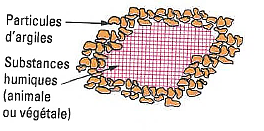 Particules
d'argiles
Substances
humiques
(animale
ou végétale)